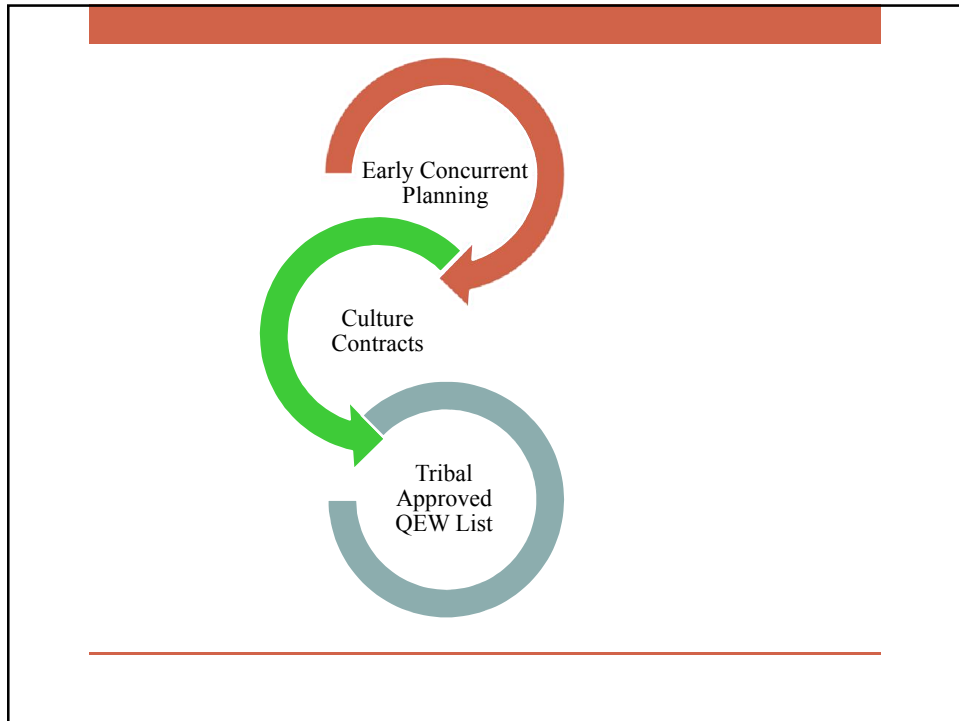 Early Concurrent
Planning
Culture
Contracts
Tribal
Approved
QEW List